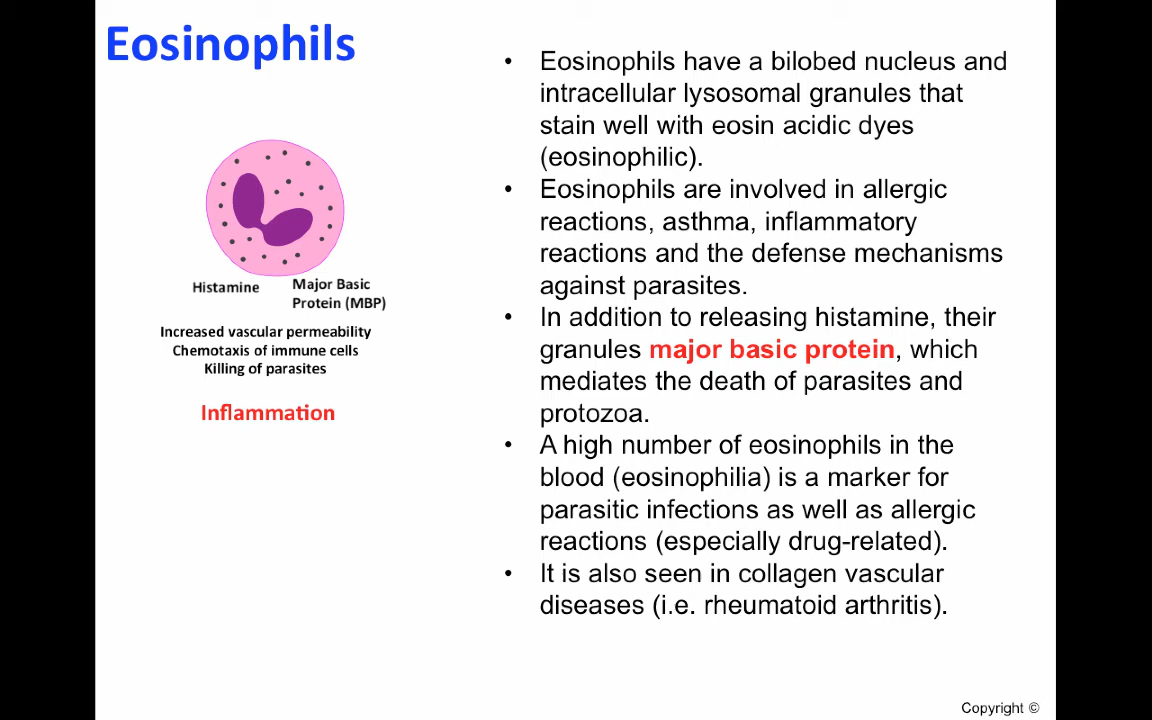 Eosinophils
Histamine
Major Basic
Protein (MBP)
Increased vascular permeability
Chemotaxis of immune cells
Killing of parasites
Inflammation
• Eosinophils have a bilobed nucleus and
intracellular lysosomal granules that
stain well with eosin acidic dyes
(eosinophilic).
• Eosinophils are involved in allergic
reactions, asthma, inflammatory
reactions and the defense mechanisms
against parasites.
• In addition to releasing histamine, their
granules major basic protein, which
mediates the death of parasites and
protozoa.
• A high number of eosinophils in the
blood (eosinophilia) is a marker for
parasitic infections as well as allergic
reactions (especially drug-related).
• It is also seen in collagen vascular
diseases (i.e. rheumatoid arthritis).
Copyright ©